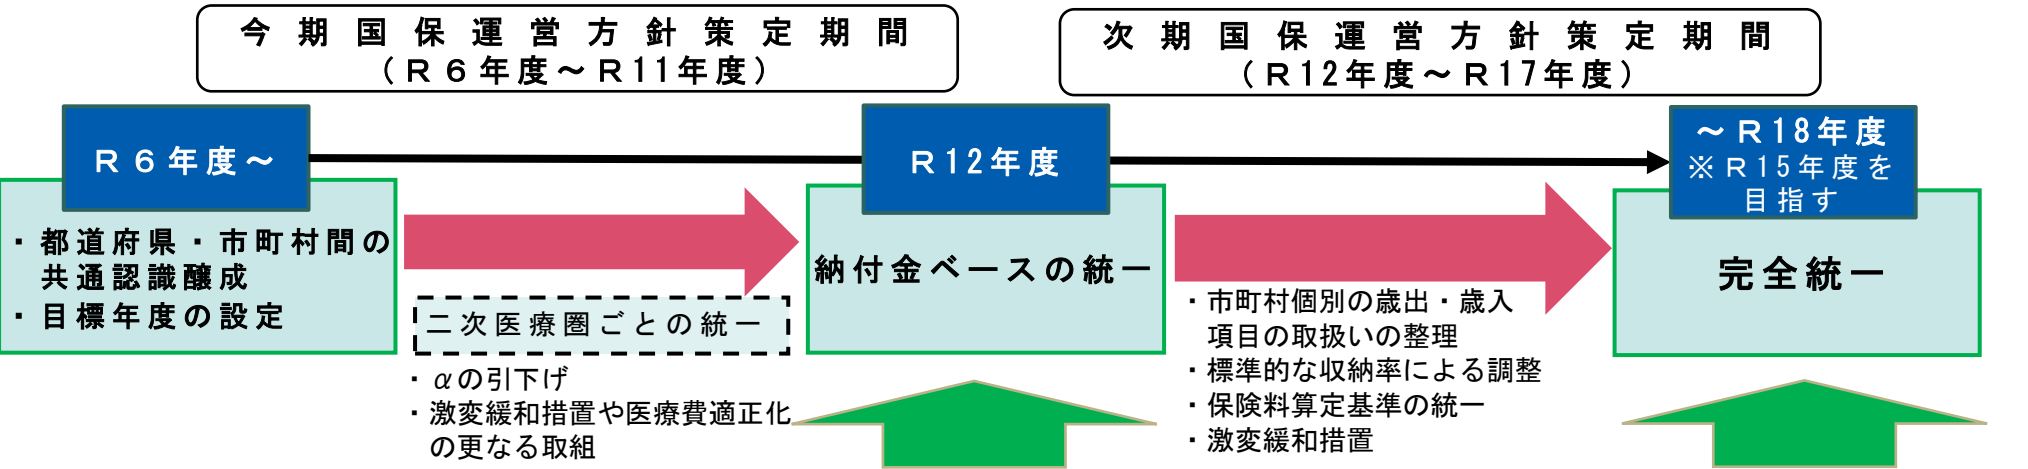 今期国保運営方針策定期間
（Ｒ６年度～Ｒ11年度）
次期国保運営方針策定期間
（Ｒ12年度～Ｒ17年度）
Ｒ６年度～
Ｒ12年度
～Ｒ18年度
※Ｒ15年度を
目指す
・都道府県・市町村間の
共通認識醸成
・目標年度の設定
二次医療圏ごとの統一
・αの引下げ
・激変緩和措置や医療費適正化
の更なる取組
納付金ベースの統一
・市町村個別の歳出・歳入
項目の取扱いの整理
・標準的な収納率による調整
・保険料算定基準の統一
・激変緩和措置
完全統一